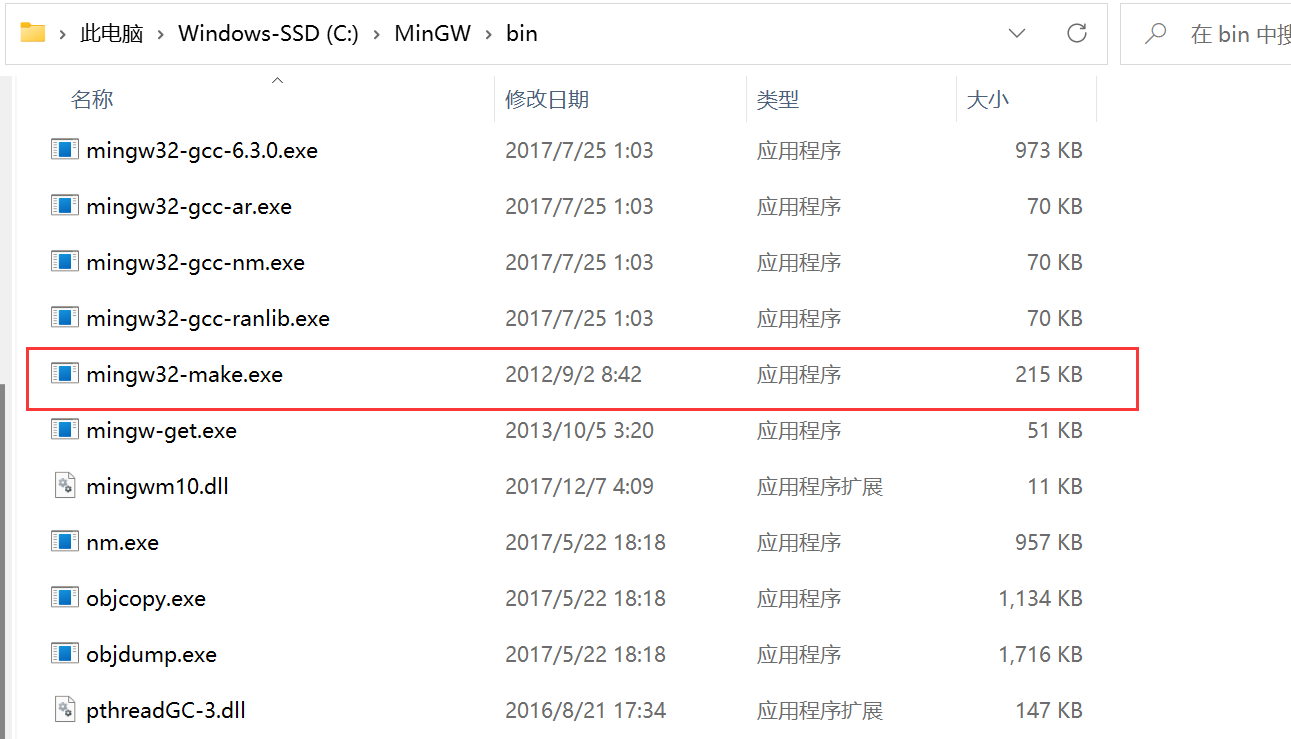 此电脑 › Windows-SSD (C:) › MinGW › bin
在 bin 中搜
名称 修改日期 类型 大小
mingw32-gcc-6.3.0.exe 2017/7/25 1:03 应用程序 973 KB
mingw32-gcc-ar.exe 2017/7/25 1:03 应用程序 70 KB
mingw32-gcc-nm.exe 2017/7/25 1:03 应用程序 70 KB
mingw32-gcc-ranlib.exe 2017/7/25 1:03 应用程序 70 KB
mingw32-make.exe 2012/9/2 8:42 应用程序 215 KB
mingw-get.exe 2013/10/5 3:20 应用程序 51 KB
mingwm10.dll 2017/12/7 4:09 应用程序扩展 11 KB
nm.exe 2017/5/22 18:18 应用程序 957 KB
objcopy.exe 2017/5/22 18:18 应用程序 1,134 KB
objdump.exe 2017/5/22 18:18 应用程序 1,716 KB
pthreadGC-3.dll 2016/8/21 17:34 应用程序扩展 147 KB